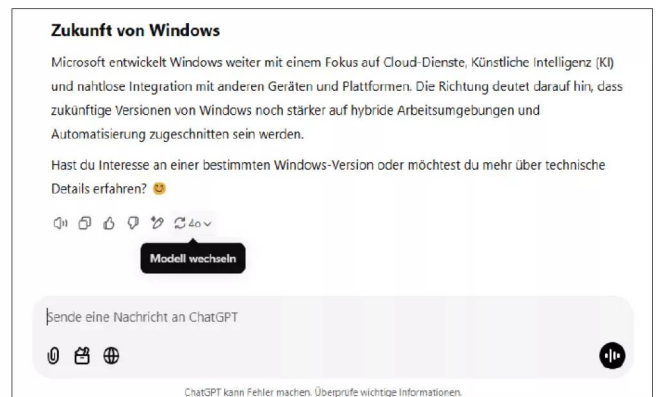 Zukunft von Windows
Microsoft entwickelt Windows weiter mit einem Fokus auf Cloud-Dienste, Künstliche Intelligenz (KI)
und nahtlose Integration mit anderen Geräten und Plattformen. Die Richtung deutet darauf hin, dass
zukünftige Versionen von Windows noch stärker auf hybride Arbeitsumgebungen und
Automatisierung zugeschnitten sein werden.
Hast du Interesse an einer bestimmten Windows-Version oder möchtest du mehr über technische
Details erfahren? 😊
4o
Modell wechseln
Sende eine Nachricht an ChatGPT
ChatGPT kann Fehler machen. Überprüfe wichtige Informationen.